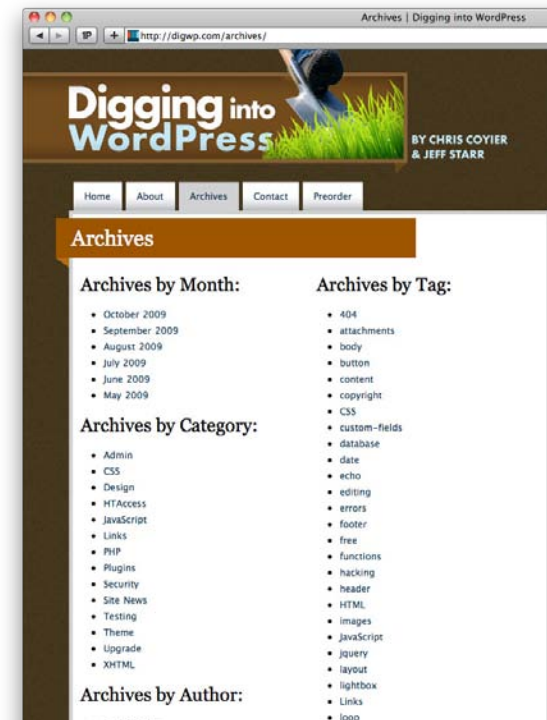 Archives | Digging into WordPress
1P
+
http://digwp.com/archives/
Digging into
WordPress
BY CHRIS COYIER
& JEFF STARR
Home
About
Archives
Contact
Preorder
Archives
Archives by Month:
October 2009
September 2009
August 2009
July 2009
June 2009
May 2009
Archives by Category:
Admin
CSS
Design
HTAccess
JavaScript
Links
PHP
Plugins
Security
Site News
Testing
Theme
Upgrade
XHTML
Archives by Author:
Archives by Tag:
404
attachments
body
button
content
copyright
CSS
custom-fields
database
date
echo
editing
errors
footer
free
functions
hacking
header
HTML
images
JavaScript
jquery
layout
lightbox
Links
loop